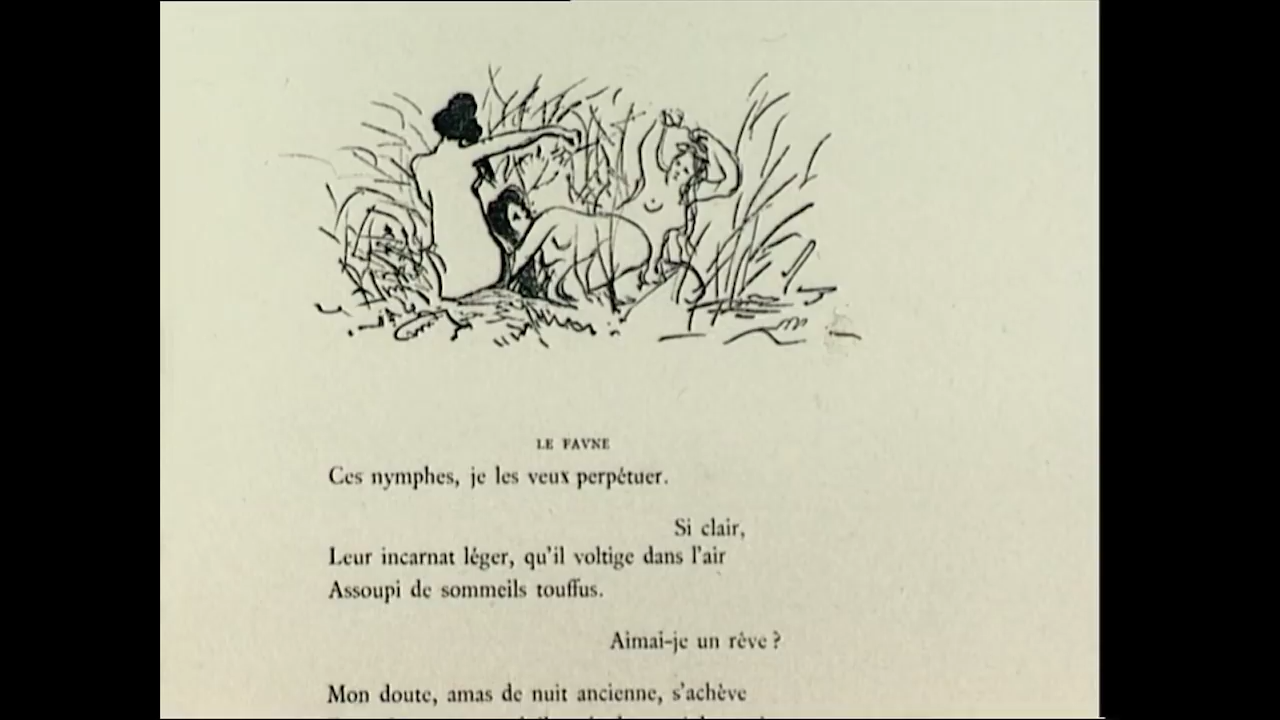 LE FAVNE
Ces nymphes, je les veux perpétuer.
Si clair,
Leur incarnat léger, qu'il voltige dans l'air
Assoupi de sommeils touffus.
Aimai-je un rêve ?
Mon doute, amas de nuit ancienne, s'achève